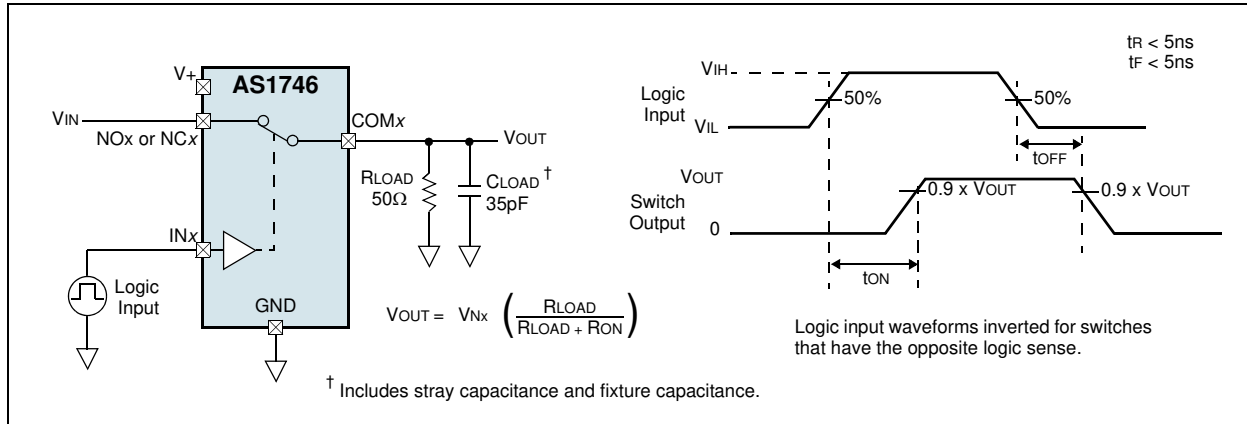 V+
AS1746
VIN
NOx or NCx
COMx
VOUT
RLOAD
50Ω
CLOAD †
35pF
INx
Logic
Input
GND
VOUT = VNx ( RLOAD / RLOAD + RON )
† Includes stray capacitance and fixture capacitance.
tR < 5ns
tF < 5ns
VIH
Logic
Input
50%
50%
VIL
tOFF
VOUT
0.9 x VOUT
0.9 x VOUT
Switch
Output
0
tON
Logic input waveforms inverted for switches
that have the opposite logic sense.